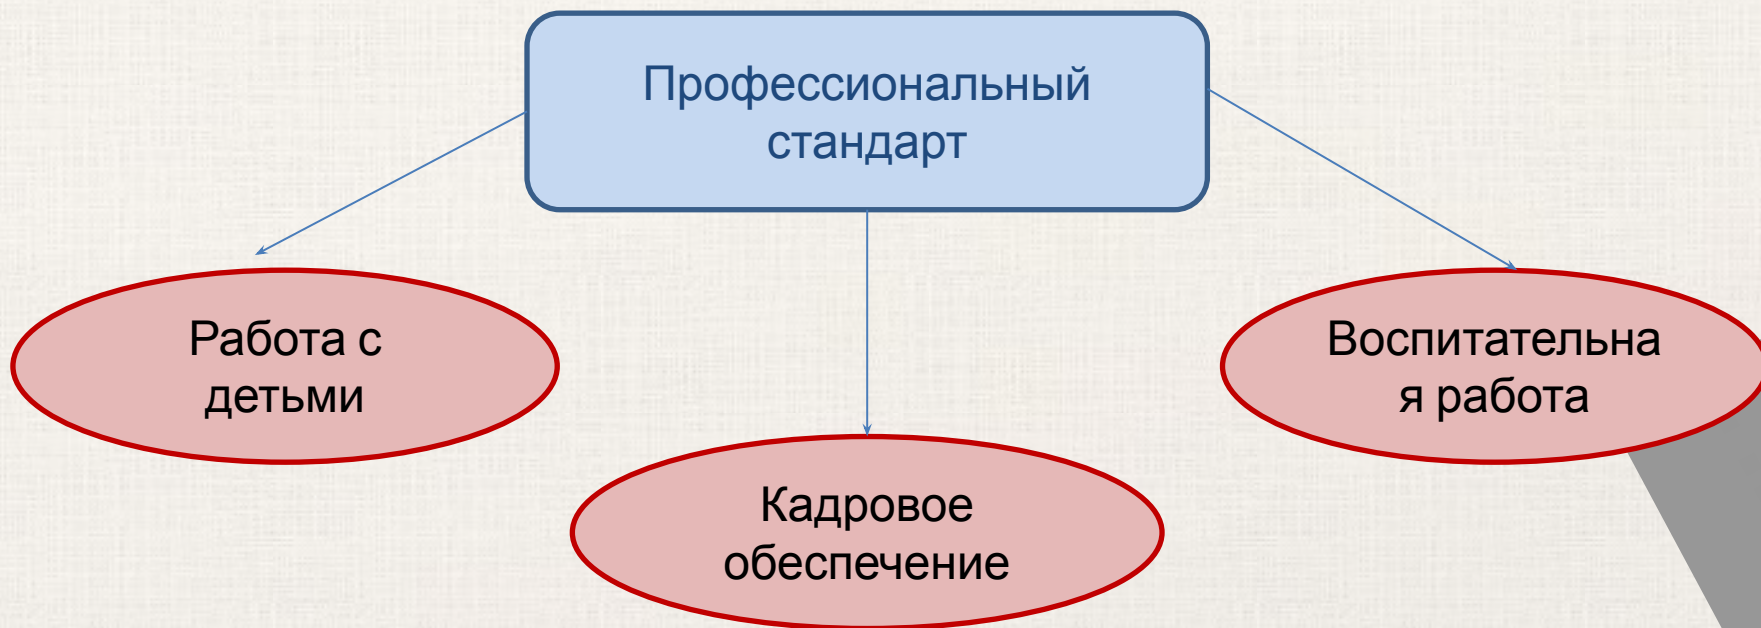 Профессиональный
стандарт
Работа с
детьми
Воспитательна
я работа
Кадровое
обеспечение